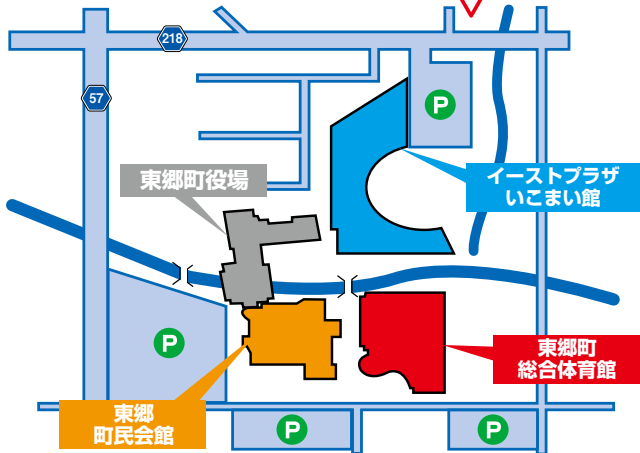 218
57
P
イーストプラザ
いこまい館
東郷町役場
P
東郷町
総合体育館
東郷
町民会館
P
P